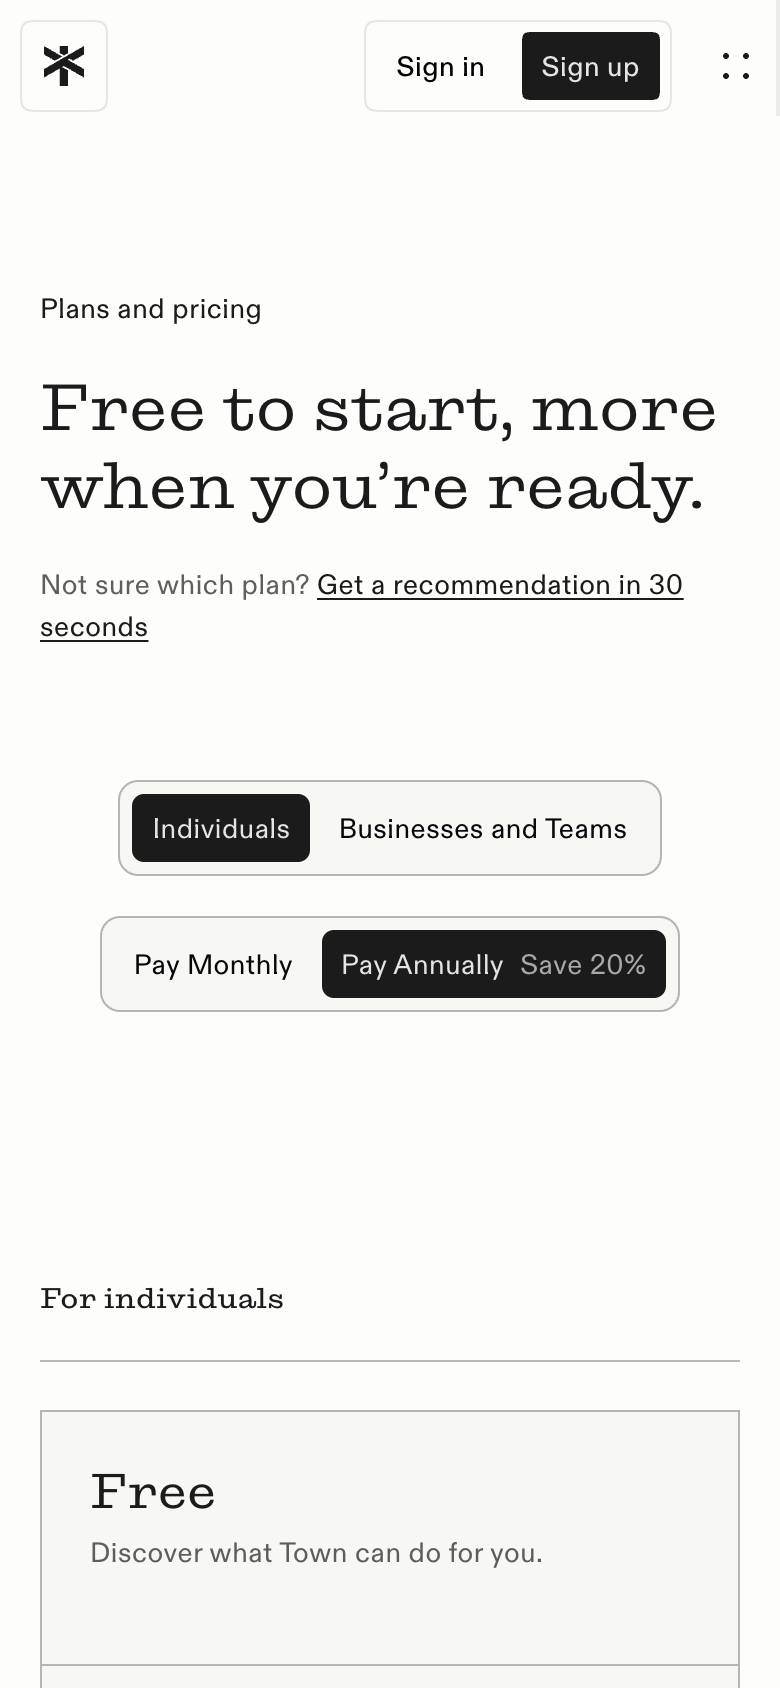 Sign in
Sign up
Plans and pricing
Free to start, more
when you’re ready.
Not sure which plan? Get a recommendation in 30
seconds
Individuals
Businesses and Teams
Pay Monthly
Pay Annually Save 20%
For individuals
Free
Discover what Town can do for you.